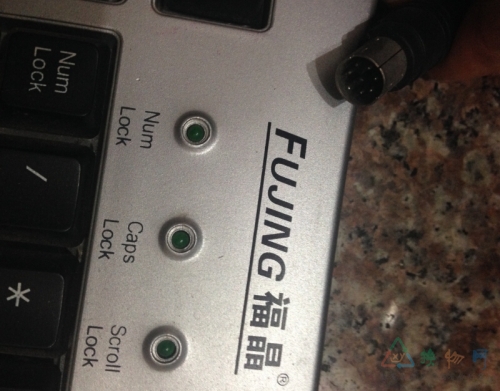 Num
Lock
/
*
Num
Lock
Caps
Lock
Scroll
Lock
FUJING 福晶®